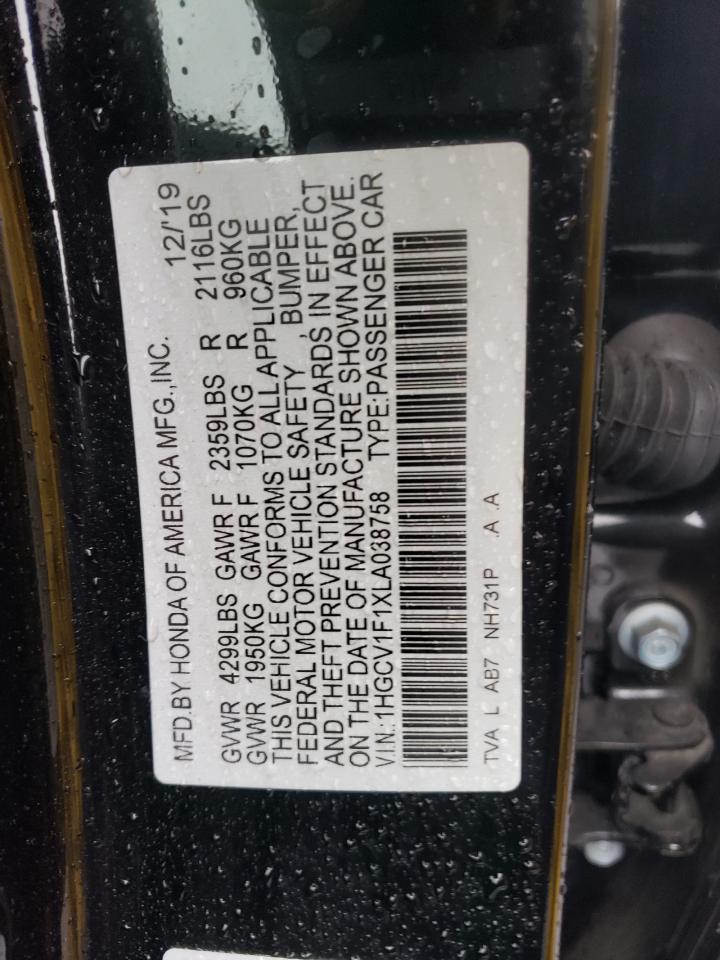 MFD.BY HONDA OF AMERICA MFG.,INC. 12/'19
GVWR 4299LBS GAWR F 2359LBS R 2116LBS
GVWR 1950KG GAWR F 1070KG R 960KG
THIS VEHICLE CONFORMS TO ALL APPLICABLE
FEDERAL MOTOR VEHICLE SAFETY , BUMPER,
AND THEFT PREVENTION STANDARDS IN EFFECT
ON THE DATE OF MANUFACTURE SHOWN ABOVE.
V.I.N.:1HGCV1F1XLA038758 TYPE:PASSENGER CAR
TVA L AB7 NH731P .A .A